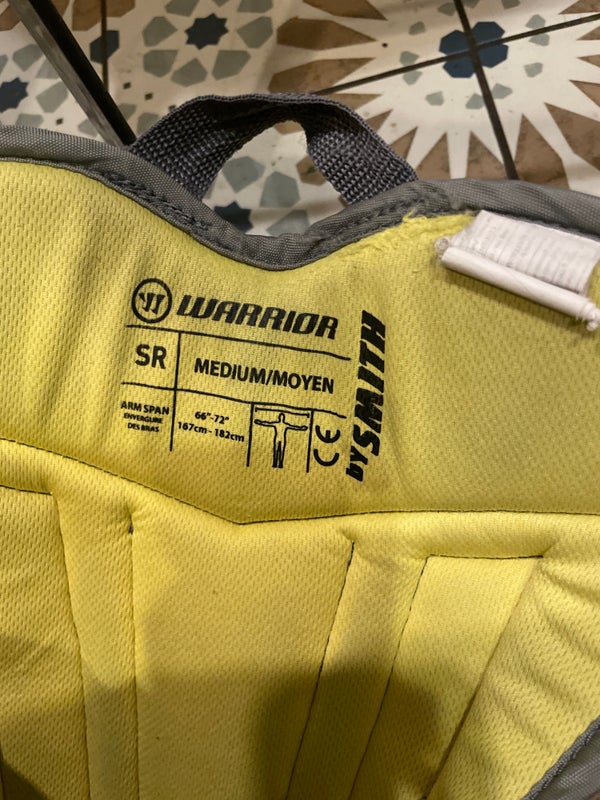 WARRIOR
SR
MEDIUM/MOYEN
ARM SPAN
ENVERGURE
DES BRAS
66"-72"
167cm - 182cm
CE
by SMITH